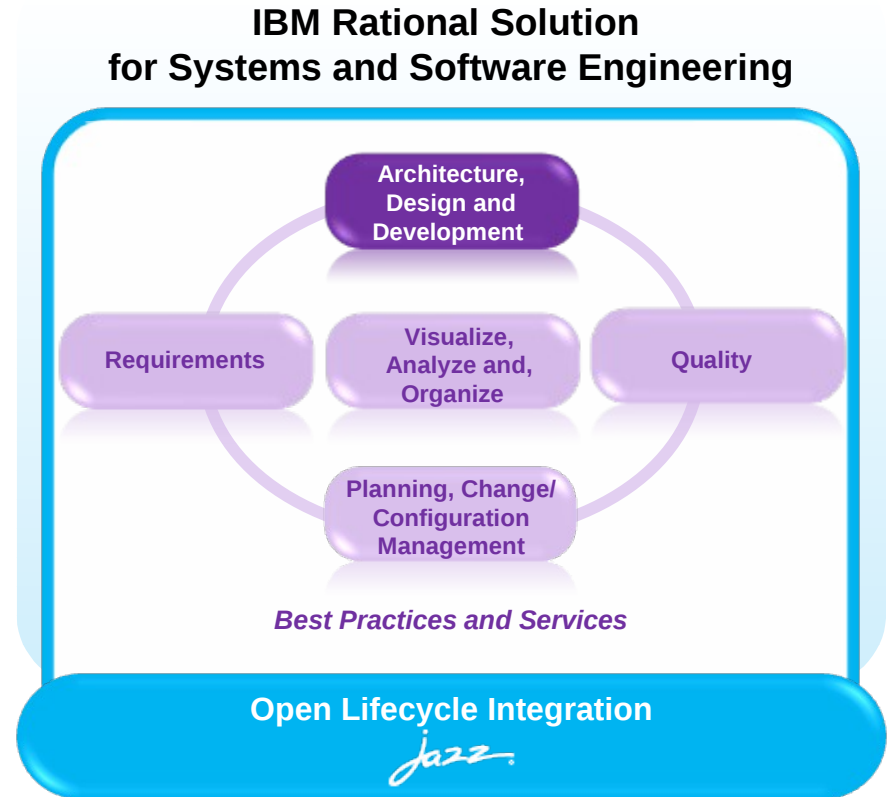 IBM Rational Solution
for Systems and Software Engineering
Architecture,
Design and
Development
Requirements
Visualize,
Analyze and,
Organize
Quality
Planning, Change/
Configuration
Management
Best Practices and Services
Open Lifecycle Integration
jazz